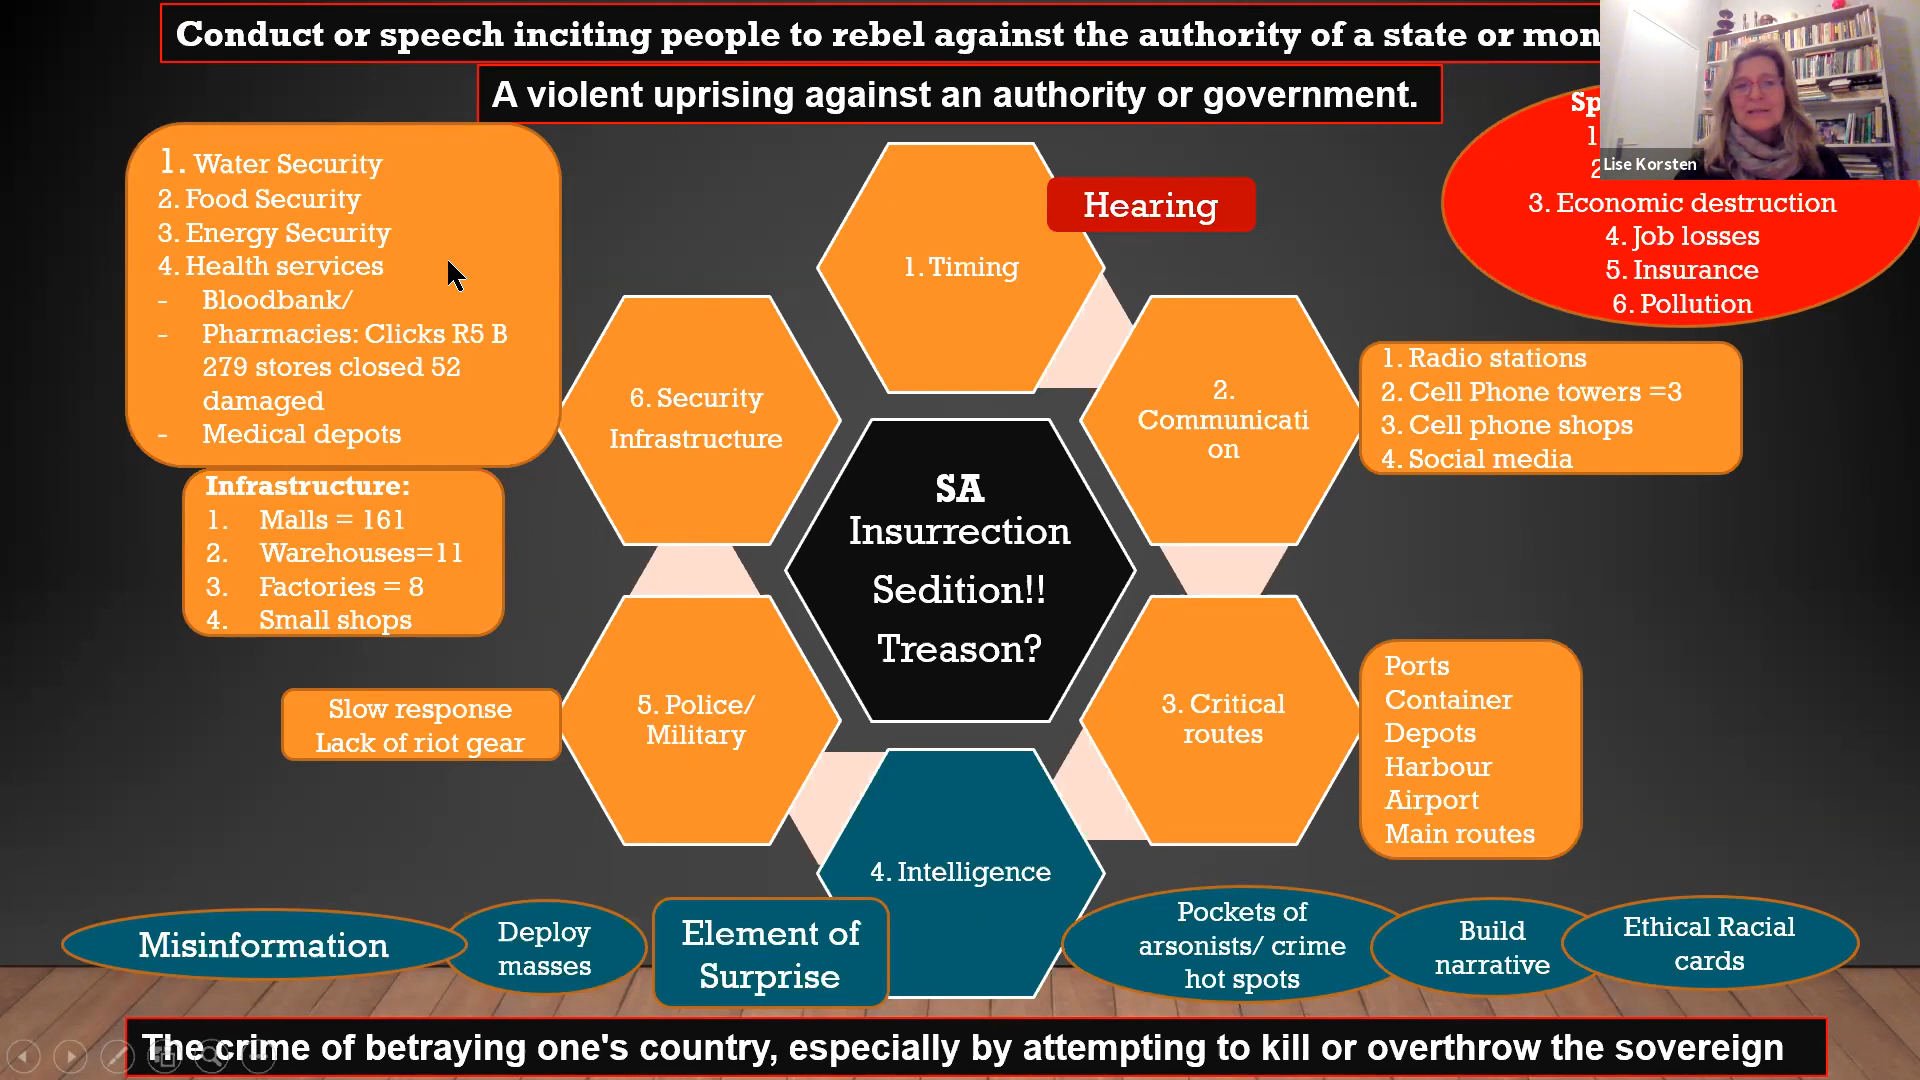 Conduct or speech inciting people to rebel against the authority of a state or mon
A violent uprising against an authority or government.
Lise Korsten
1. Water Security
2. Food Security
3. Energy Security
4. Health services
- Bloodbank/
- Pharmacies: Clicks R5 B
279 stores closed 52
damaged
- Medical depots
Infrastructure:
1. Malls = 161
2. Warehouses=11
3. Factories = 8
4. Small shops
Slow response
Lack of riot gear
Hearing
1. Timing
2.
Communicati
on
3. Critical
routes
4. Intelligence
5. Police/
Military
6. Security
Infrastructure
SA
Insurrection
Sedition!!
Treason?
Sp
1
2
3. Economic destruction
4. Job losses
5. Insurance
6. Pollution
1. Radio stations
2. Cell Phone towers =3
3. Cell phone shops
4. Social media
Ports
Container
Depots
Harbour
Airport
Main routes
Misinformation
Deploy
masses
Element of
Surprise
Pockets of
arsonists/ crime
hot spots
Build
narrative
Ethical Racial
cards
The crime of betraying one's country, especially by attempting to kill or overthrow the sovereign